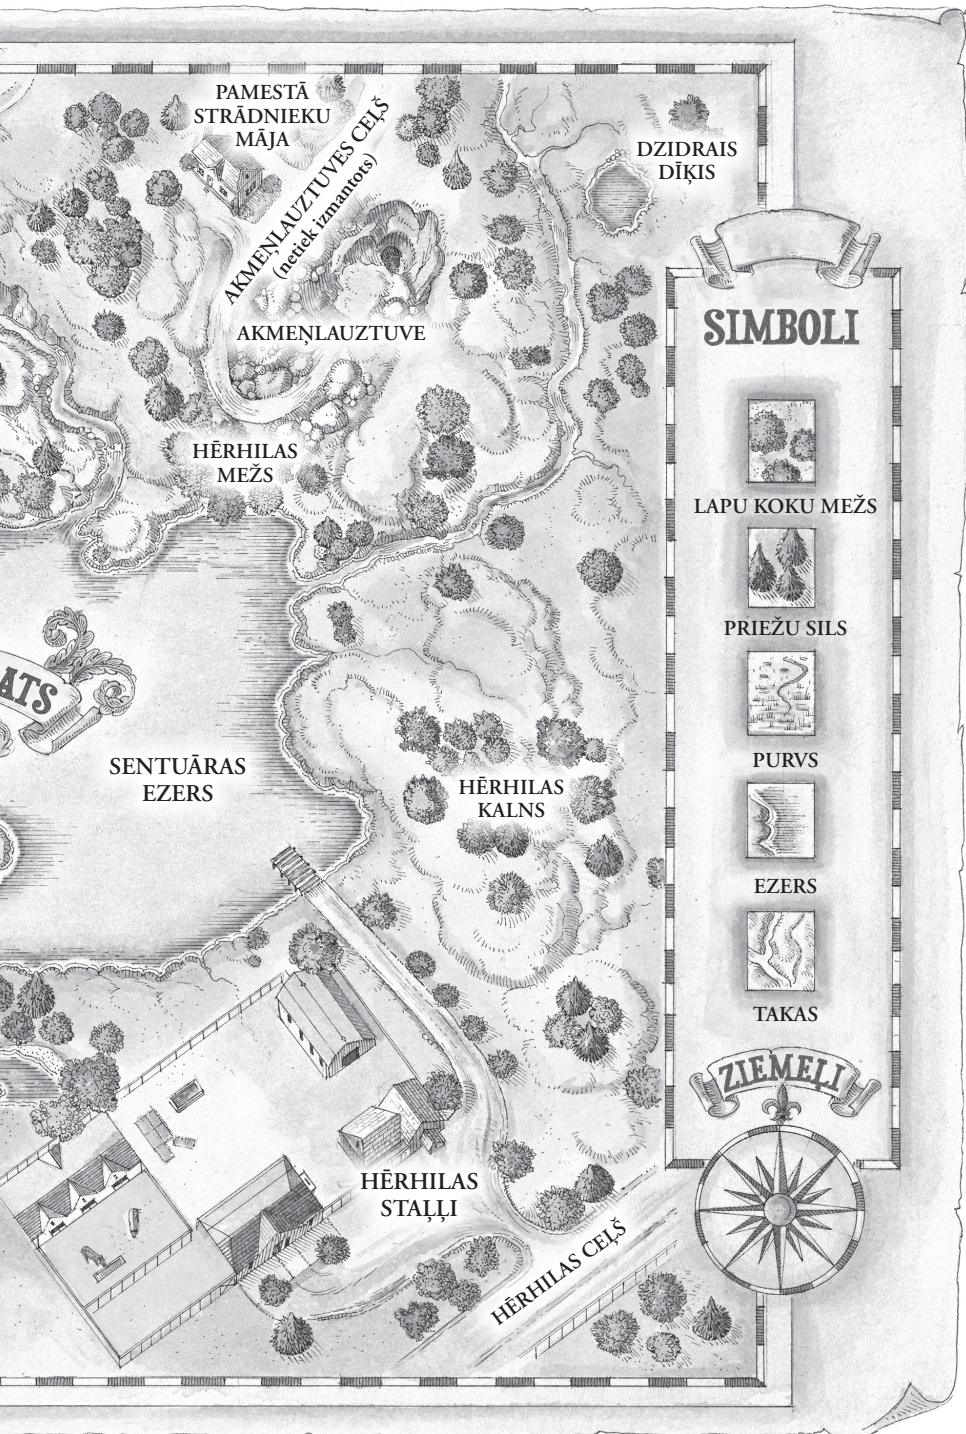 PAMESTĀ
STRĀDNIEKU
MĀJA
AKMEŅLAUZTUVES CEĻŠ
(netiek izmantots)
DZIDRAIS
DĪĶIS
AKMEŅLAUZTUVE
HĒRHILAS
MEŽS
ATS
SENTUĀRAS
EZERS
HĒRHILAS
KALNS
HĒRHILAS
STAĻĻI
HĒRHILAS CEĻŠ
SIMBOLI
LAPU KOKU MEŽS
PRIEŽU SILS
PURVS
EZERS
TAKAS
ZIEMEĻI